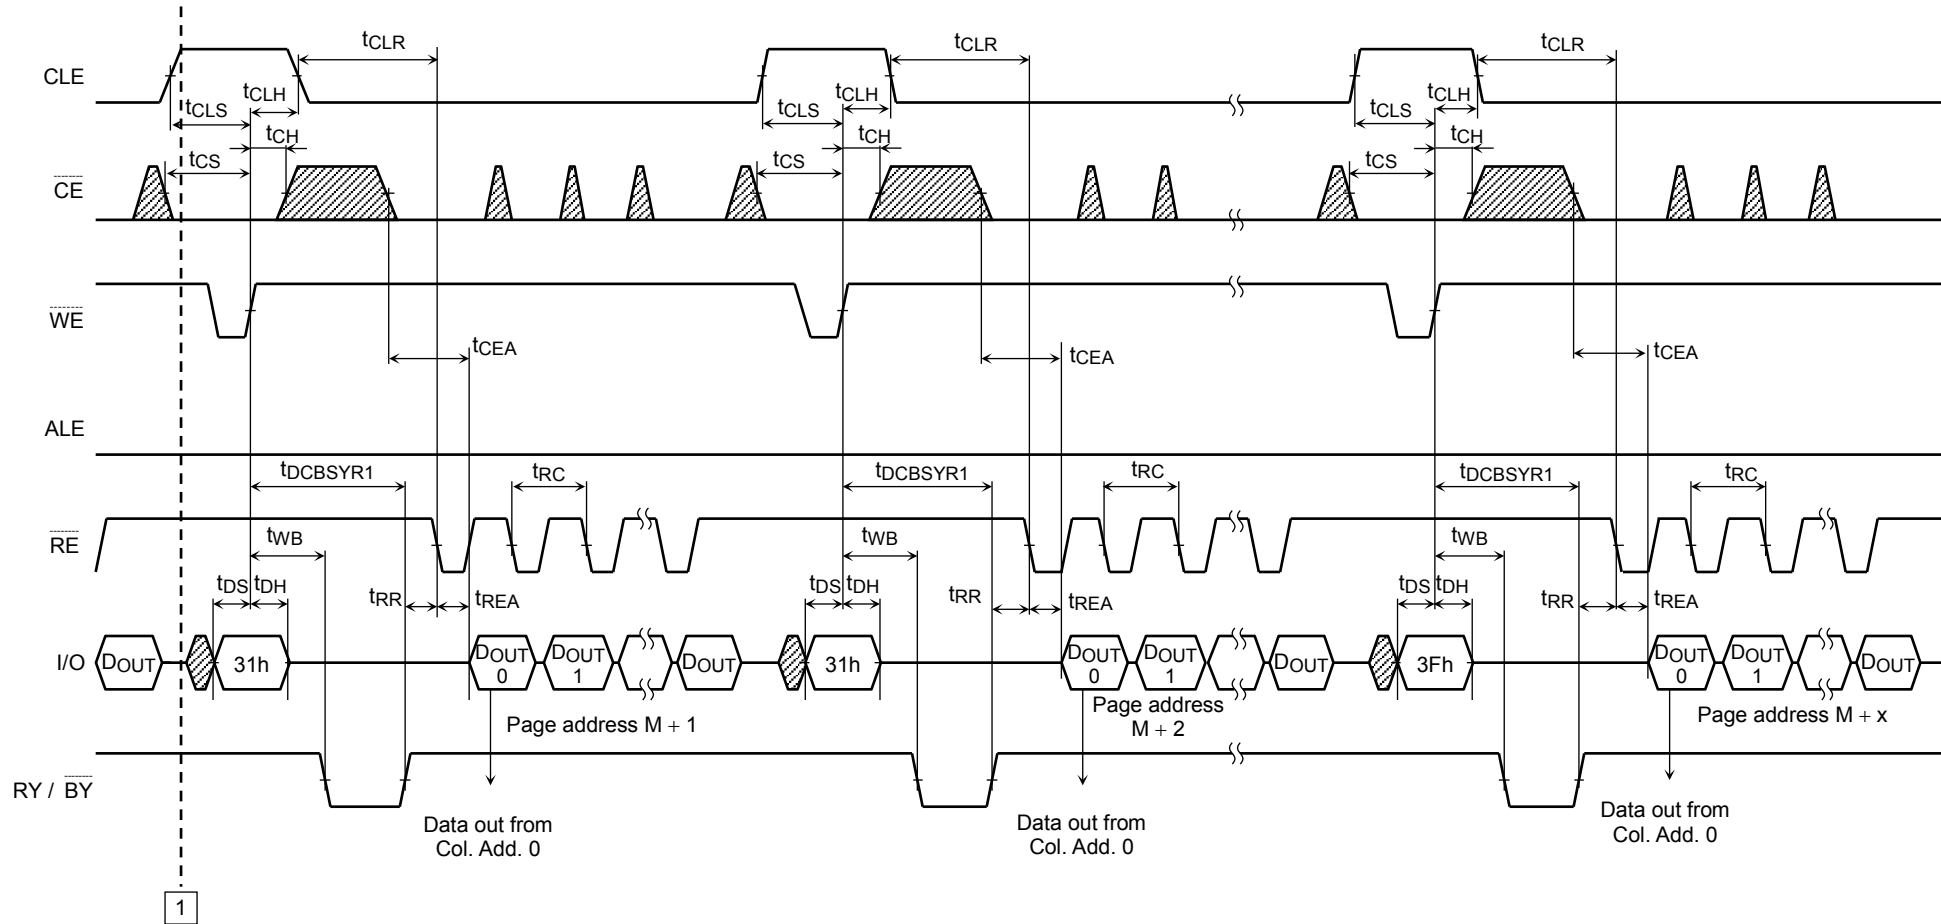 tCLR tCLR tCLR
CLE
tCLH tCLH tCLH
tCLS tCLS tCLS
tCH tCH tCH
tCS tCS tCS
CE
WE
tCEA tCEA tCEA
ALE
tDCBSYR1 tRC tDCBSYR1 tRC tDCBSYR1 tRC
RE
tWB tWB tWB
tDS tDH tDS tDH tDS tDH
tRR tREA tRR tREA tRR tREA
I/O DOUT 31h DOUT 0 DOUT 1 DOUT 31h DOUT 0 DOUT 1 DOUT 3Fh DOUT 0 DOUT 1 DOUT
Page address M + 1
Page address
M + 2
Page address M + x
RY / BY
Data out from
Col. Add. 0
Data out from
Col. Add. 0
Data out from
Col. Add. 0
1